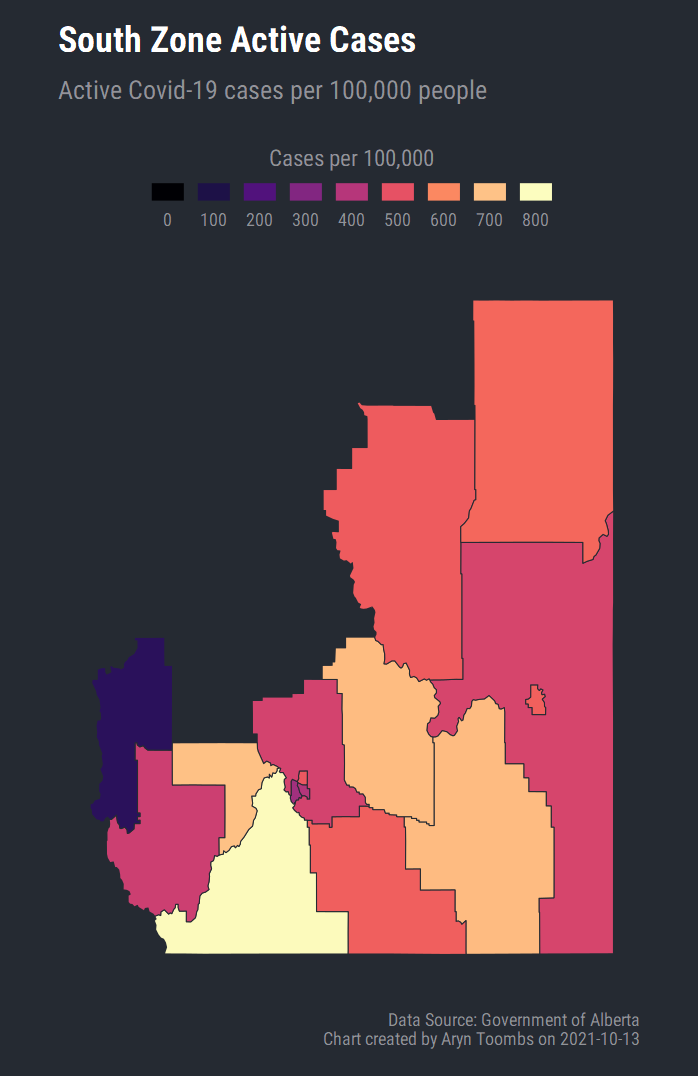 South Zone Active Cases
Active Covid-19 cases per 100,000 people
Cases per 100,000
0 100 200 300 400 500 600 700 800
Data Source: Government of Alberta
Chart created by Aryn Toombs on 2021-10-13